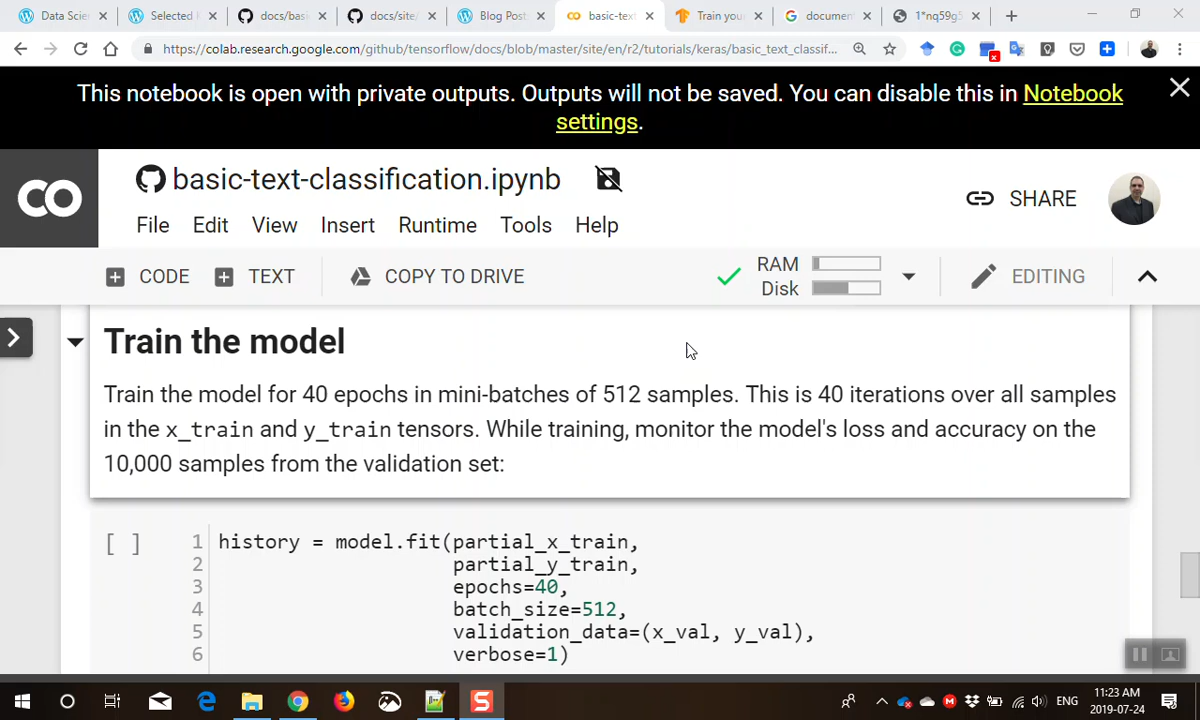 Data Scien
Selected
docs/basi
docs/site/
Blog Post
basic-text
Train your
document
1*nq59g5
https://colab.research.google.com/github/tensorflow/docs/blob/master/site/en/r2/tutorials/keras/basic_text_classif...
This notebook is open with private outputs. Outputs will not be saved. You can disable this in Notebook
settings.
CO
basic-text-classification.ipynb
SHARE
File Edit View Insert Runtime Tools Help
CODE TEXT COPY TO DRIVE
RAM
Disk
EDITING
Train the model
Train the model for 40 epochs in mini-batches of 512 samples. This is 40 iterations over all samples
in the x_train and y_train tensors. While training, monitor the model's loss and accuracy on the
10,000 samples from the validation set:
[ ] 1 history = model.fit(partial_x_train,
2 partial_y_train,
3 epochs=40,
4 batch_size=512,
5 validation_data=(x_val, y_val),
6 verbose=1)
ENG
11:23 AM
2019-07-24